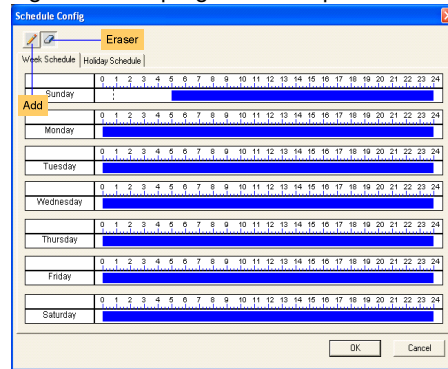 Schedule Config
Eraser
Week Schedule Holiday Schedule
Add
0 1 2 3 4 5 6 7 8 9 10 11 12 13 14 15 16 17 18 19 20 21 22 23 24
Sunday
0 1 2 3 4 5 6 7 8 9 10 11 12 13 14 15 16 17 18 19 20 21 22 23 24
Monday
0 1 2 3 4 5 6 7 8 9 10 11 12 13 14 15 16 17 18 19 20 21 22 23 24
Tuesday
0 1 2 3 4 5 6 7 8 9 10 11 12 13 14 15 16 17 18 19 20 21 22 23 24
Wednesday
0 1 2 3 4 5 6 7 8 9 10 11 12 13 14 15 16 17 18 19 20 21 22 23 24
Thursday
0 1 2 3 4 5 6 7 8 9 10 11 12 13 14 15 16 17 18 19 20 21 22 23 24
Friday
0 1 2 3 4 5 6 7 8 9 10 11 12 13 14 15 16 17 18 19 20 21 22 23 24
Saturday
OK Cancel